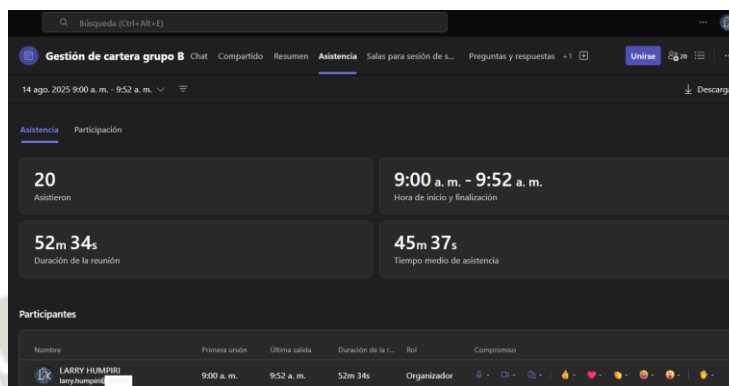 Búsqueda (Ctrl+Alt+E)
Gestión de cartera grupo B Chat Compartido Resumen Asistencia Salas para sesión de s... Preguntas y respuestas +1 Unirse 20
14 ago. 2025 9:00 a. m. - 9:52 a. m. Descarga
Asistencia Participación
20
Asistieron
9:00 a. m. - 9:52 a. m.
Hora de inicio y finalización
52m 34s
Duración de la reunión
45m 37s
Tiempo medio de asistencia
Participantes
Nombre Primera unión Última salida Duración de la r... Rol Compromiso
LARRY HUMPIRI 9:00 a. m. 9:52 a. m. 52m 34s Organizador
larry.humpiri@